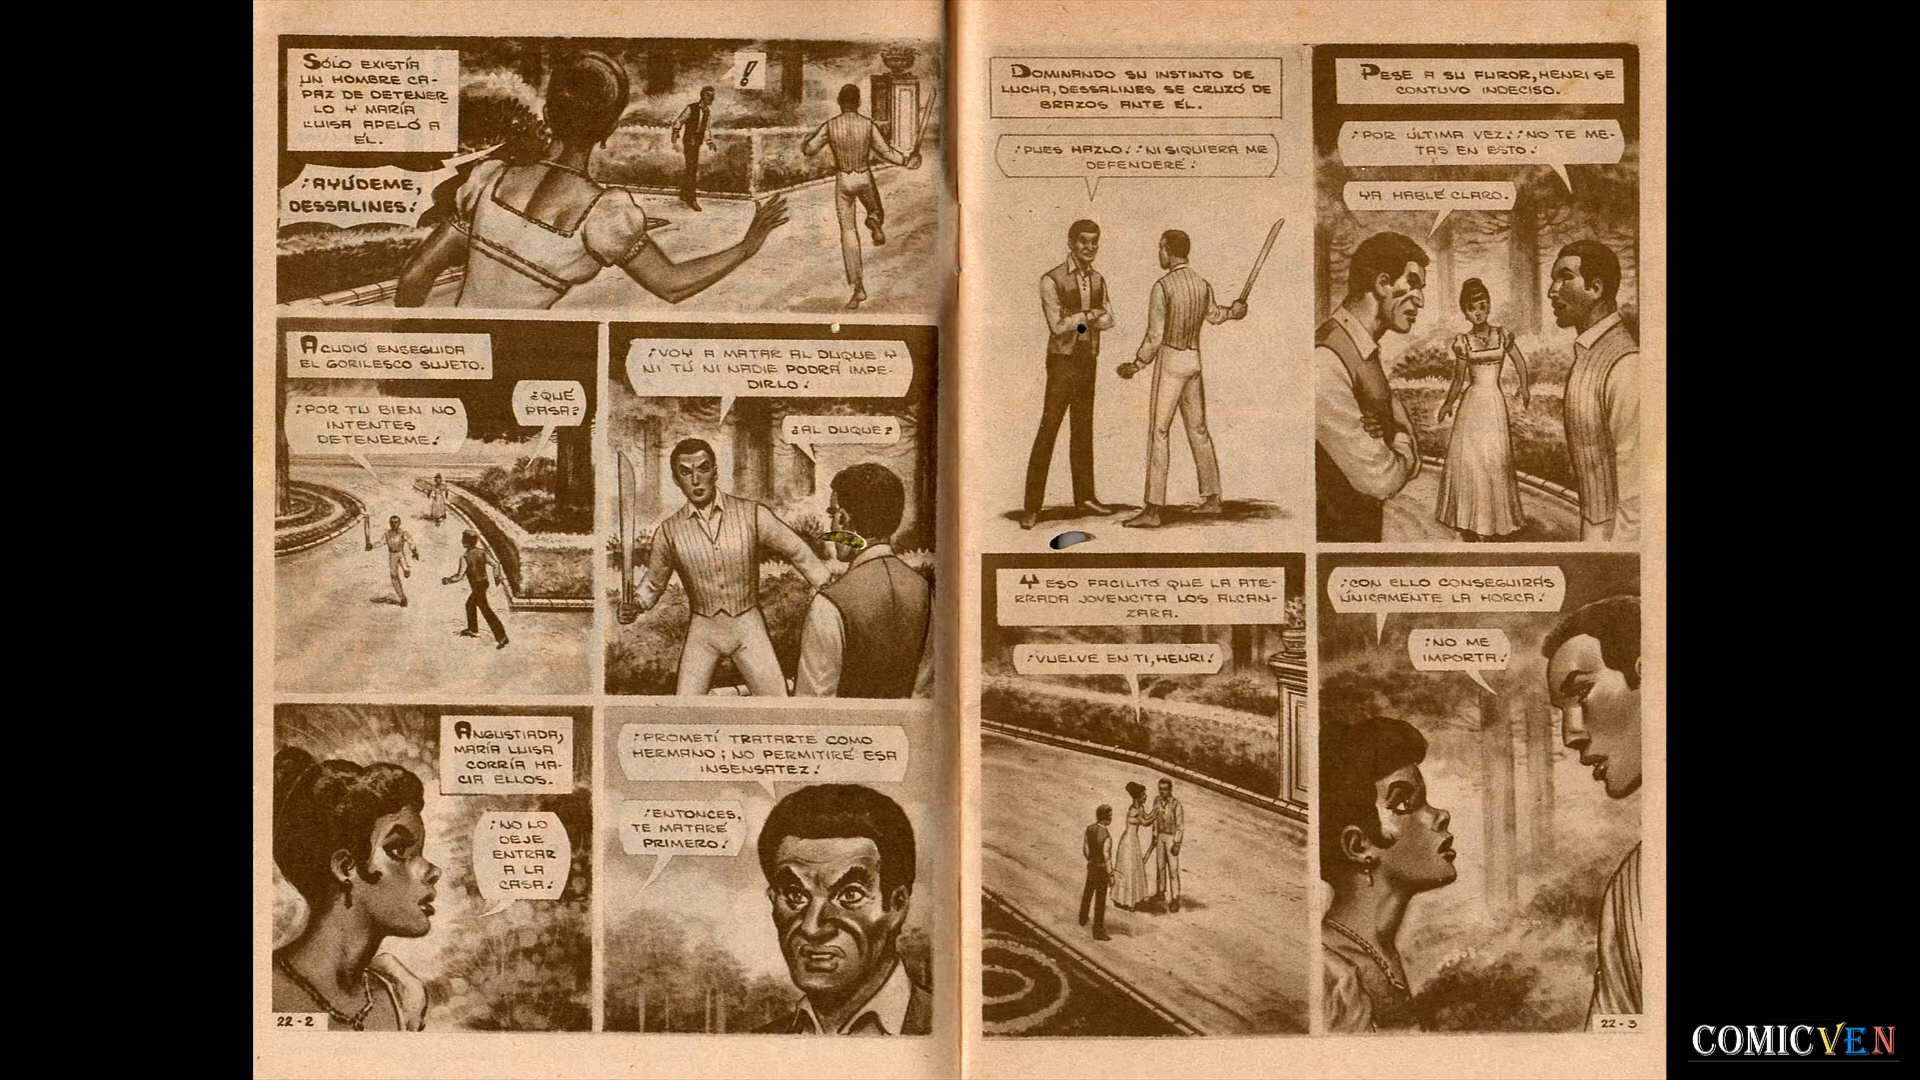 SÓLO EXISTÍA
UN HOMBRE CA-
PAZ DE DETENER
LO Y MARÍA
LUISA APELÓ A
ÉL.
!
¡AYÚDEME,
DESSALINES!
ACUDIÓ ENSEGUIDA
EL GORILESCO SUJETO.
¡POR TU BIEN NO
INTENTES
DETENERME!
¿QUÉ
PASA?
¡VOY A MATAR AL DUQUE Y
NI TÚ NI NADIE PODRÁ IMPE-
DIRLO!
¿AL DUQUE?
ANGUSTIADA,
MARÍA LUISA
CORRÍA HA-
CIA ELLOS.
¡NO LO
DEJE
ENTRAR
A LA
CASA!
¡PROMETÍ TRATARTE COMO
HERMANO; NO PERMITIRÉ ESA
INSENSATEZ!
¡ENTONCES,
TE MATARÉ
PRIMERO!
22-2
DOMINANDO SU INSTINTO DE
LUCHA, DESSALINES SE CRUZÓ DE
BRAZOS ANTE ÉL.
¡PUES HAZLO! ¡NI SIQUIERA ME
DEFENDERÉ!
PESE A SU FUROR, HENRI SE
CONTUVO INDECISO.
¡POR ÚLTIMA VEZ! ¡NO TE ME-
TAS EN ESTO!
YA HABLÉ CLARO.
Y ESO FACILITÓ QUE LA ATE-
RRADA JOVENCITA LOS ALCAN-
ZARA.
¡VUELVE EN TI, HENRI!
¡CON ELLO CONSEGUIRÁS
ÚNICAMENTE LA HORCA!
¡NO ME
IMPORTA!
22-3
COMICVEN